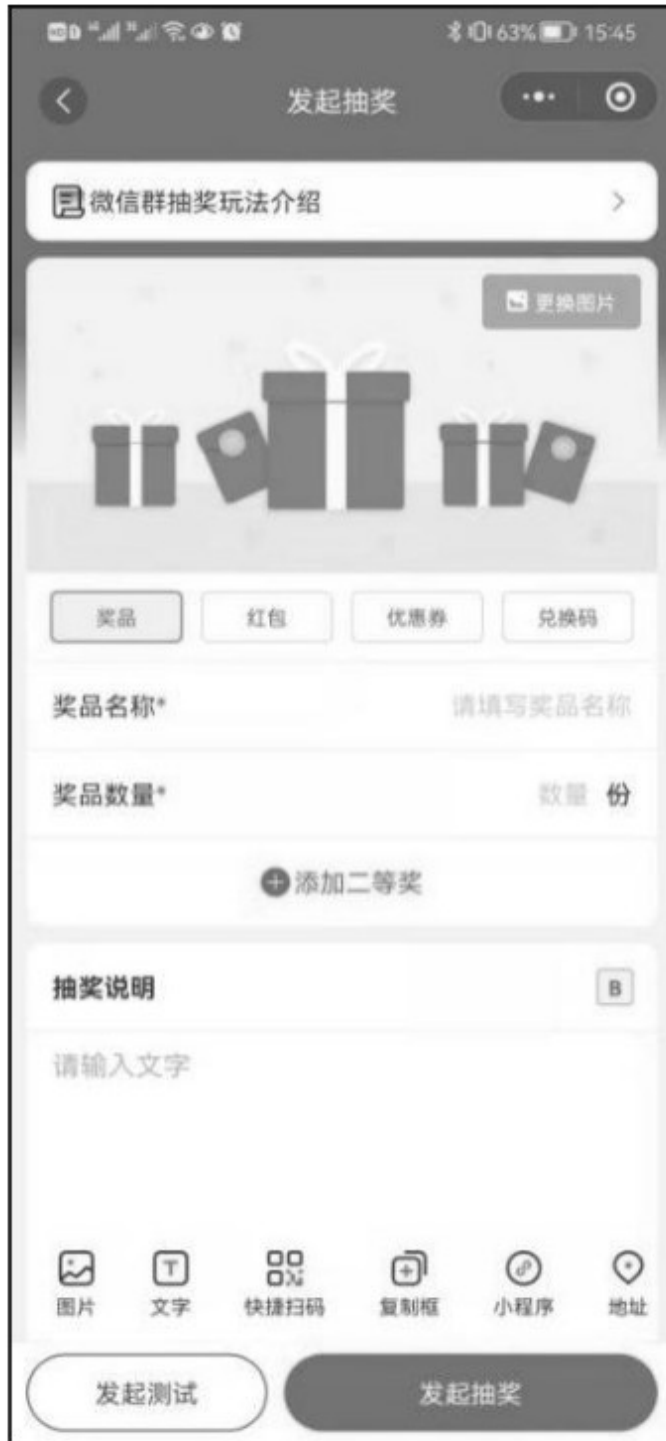 HD 63% 15:45
发起抽奖
微信群抽奖玩法介绍
更换图片
奖品 红包 优惠券 兑换码
奖品名称* 请填写奖品名称
奖品数量* 数量 份
添加二等奖
抽奖说明 B
请输入文字
图片 文字 快捷扫码 复制框 小程序 地址
发起测试 发起抽奖